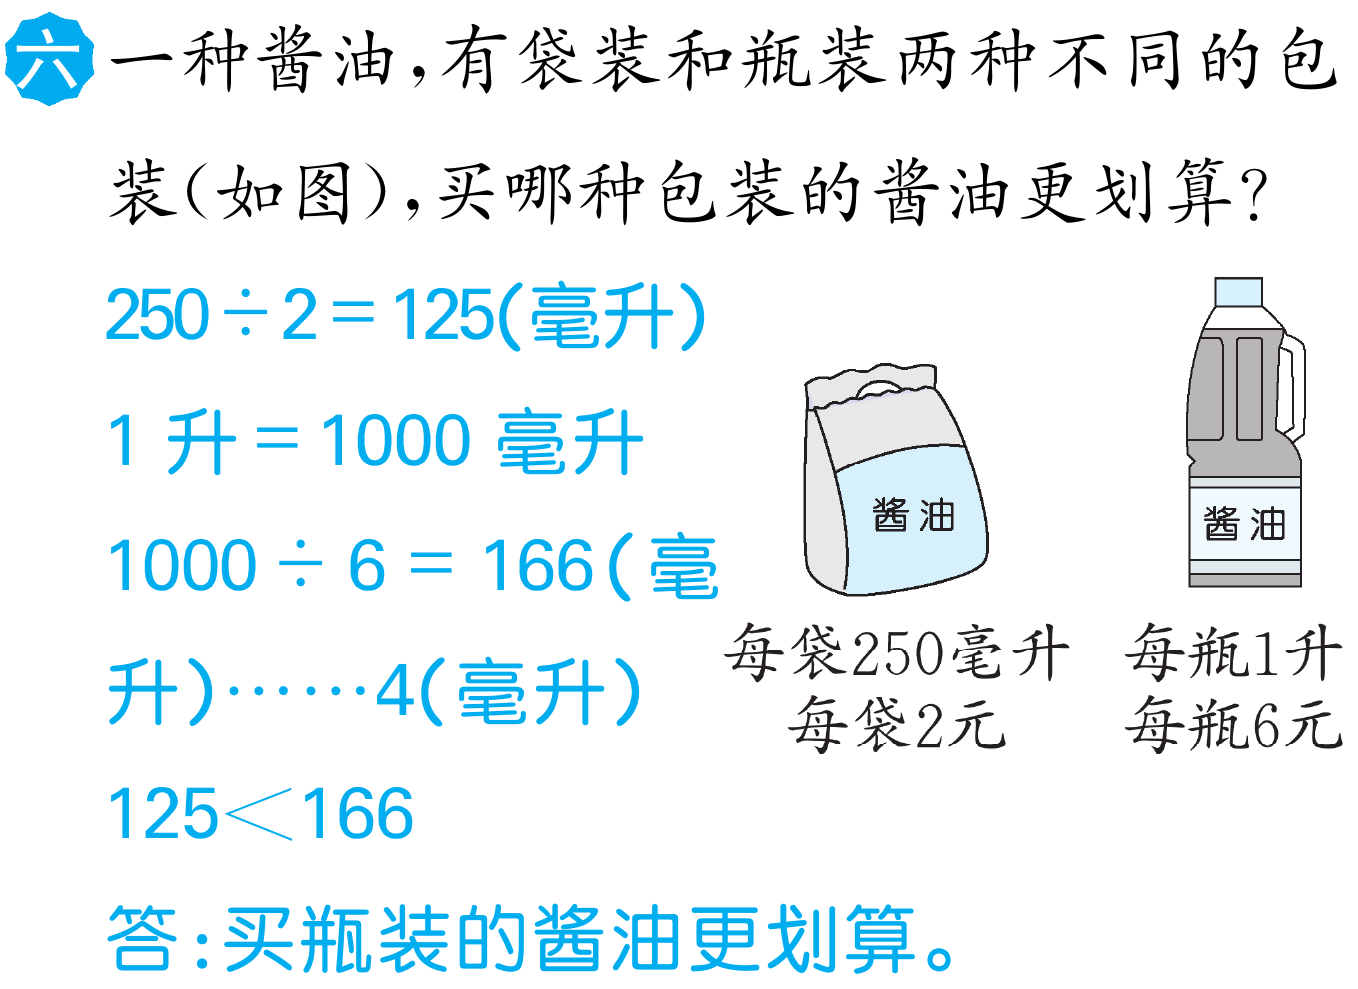 六 一种酱油,有袋装和瓶装两种不同的包
装(如图),买哪种包装的酱油更划算?
250÷2=125(毫升)
1 升=1000 毫升
1000 ÷ 6 = 166(毫
升)……4(毫升)
125<166
答:买瓶装的酱油更划算。
酱油
每袋250毫升
每袋2元
酱油
每瓶1升
每瓶6元